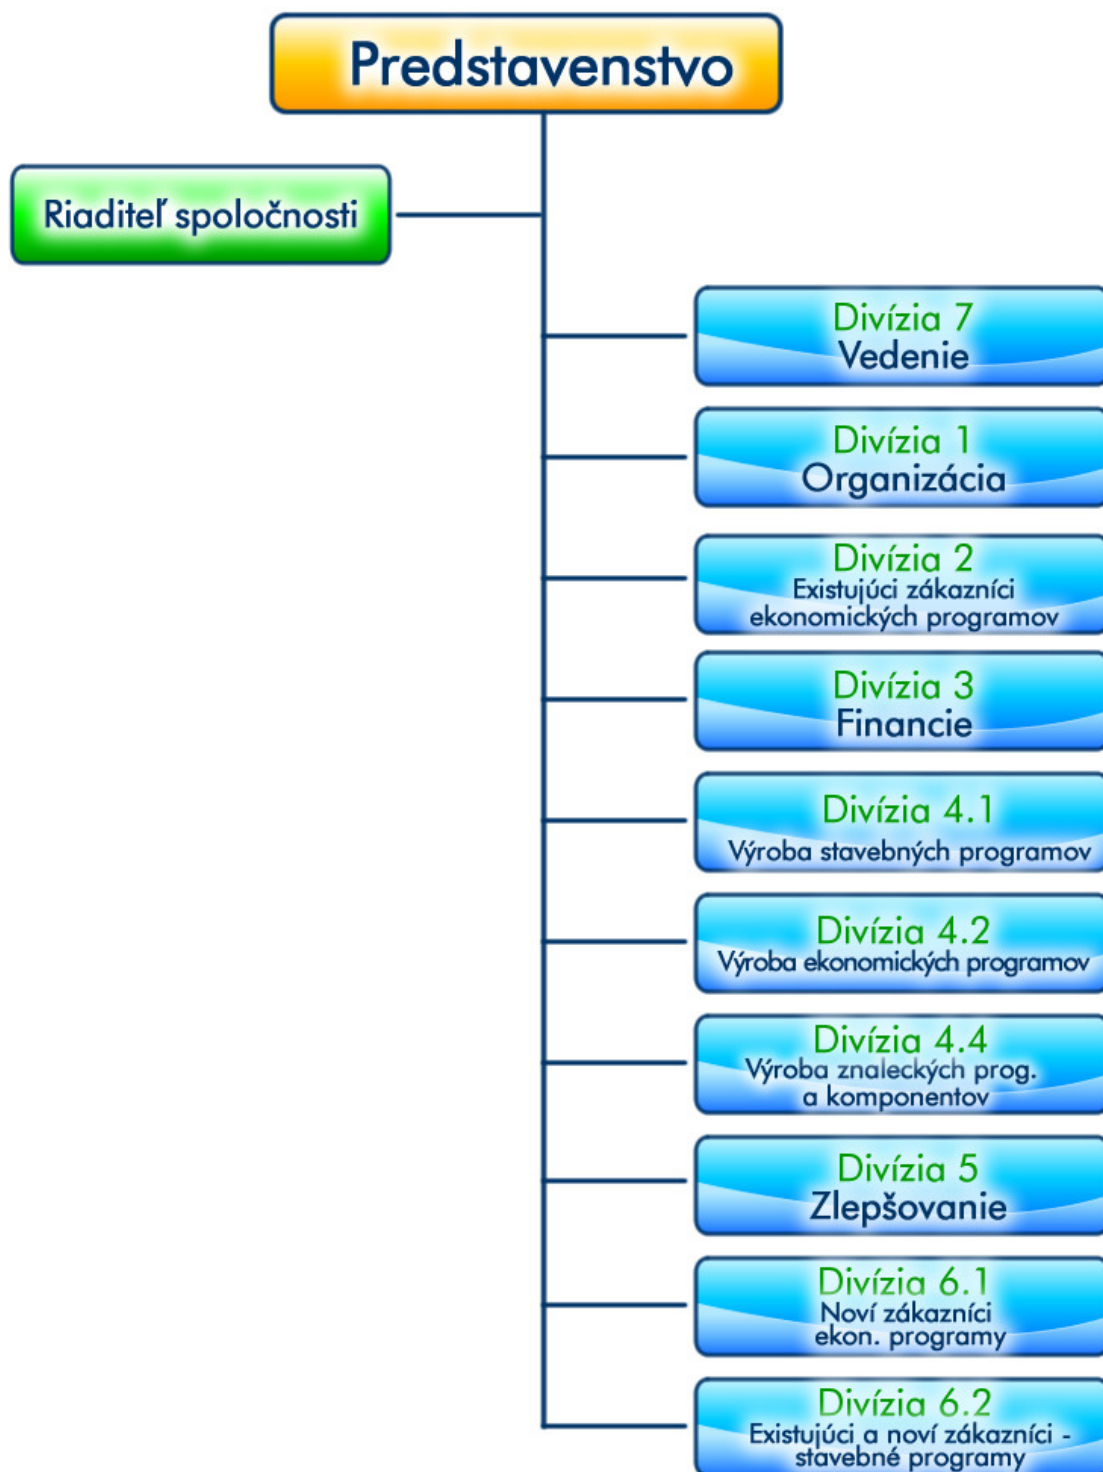 Predstavenstvo
Riaditeľ spoločnosti
Divízia 7
Vedenie
Divízia 1
Organizácia
Divízia 2
Existujúci zákazníci
ekonomických programov
Divízia 3
Financie
Divízia 4.1
Výroba stavebných programov
Divízia 4.2
Výroba ekonomických programov
Divízia 4.4
Výroba znaleckých prog.
a komponentov
Divízia 5
Zlepšovanie
Divízia 6.1
Noví zákazníci
ekon. programy
Divízia 6.2
Existujúci a noví zákazníci -
stavebné programy